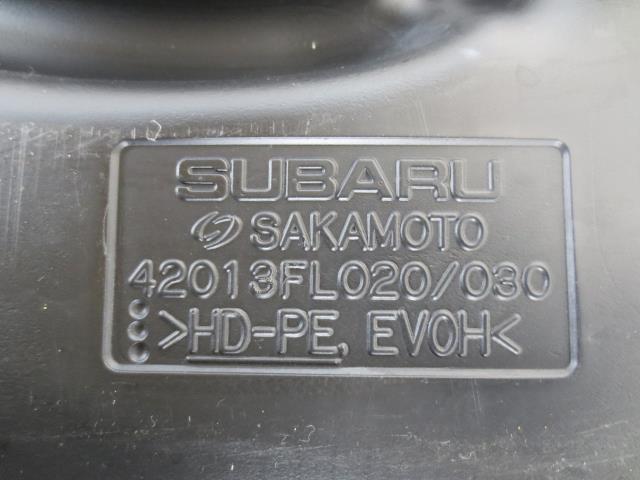 SUBARU
SAKAMOTO
42013FL020/030
>HD-PE, EVOH<